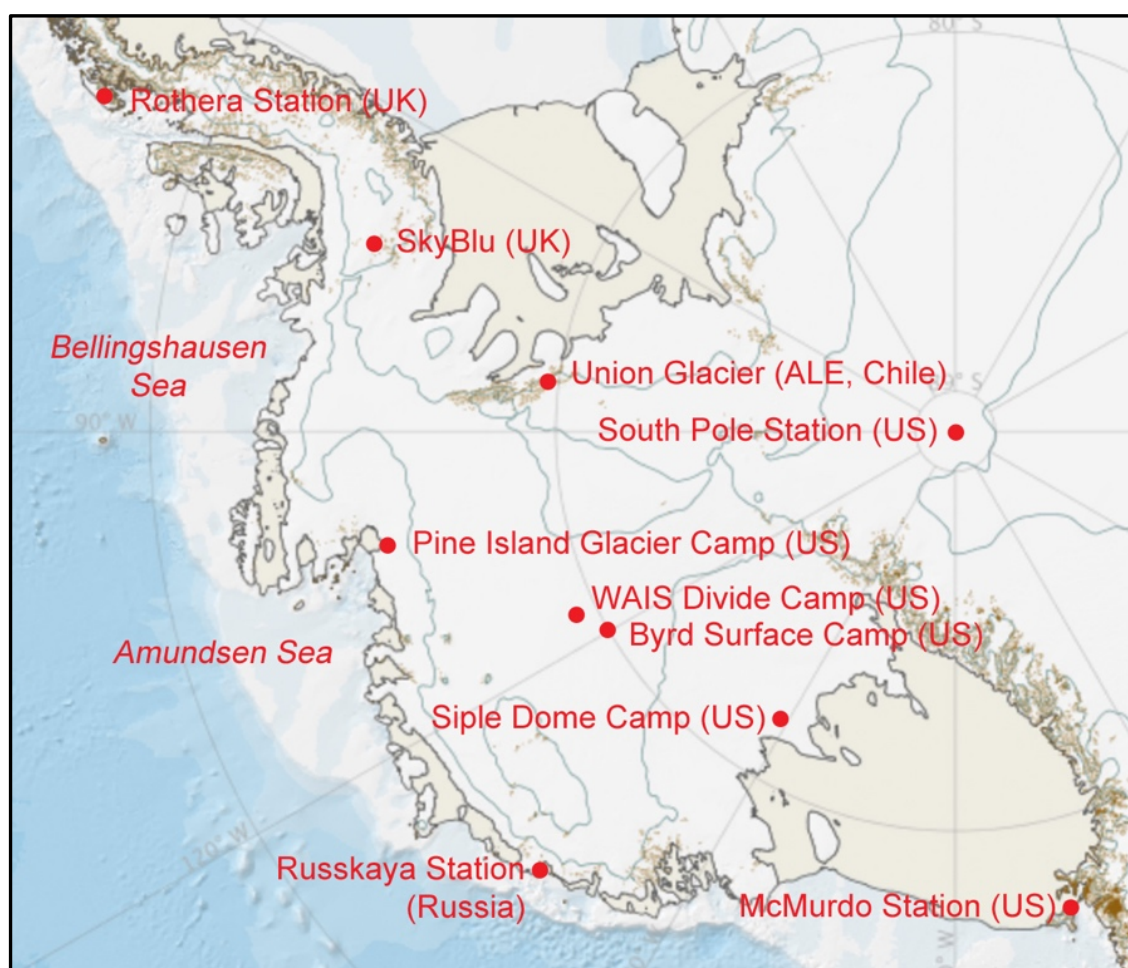 80° S
Rothera Station (UK)
SkyBlu (UK)
Bellingshausen
Sea
Union Glacier (ALE, Chile)
90° W
South Pole Station (US)
Pine Island Glacier Camp (US)
WAIS Divide Camp (US)
Byrd Surface Camp (US)
Amundsen Sea
Siple Dome Camp (US)
120° W
Russkaya Station
(Russia)
McMurdo Station (US)